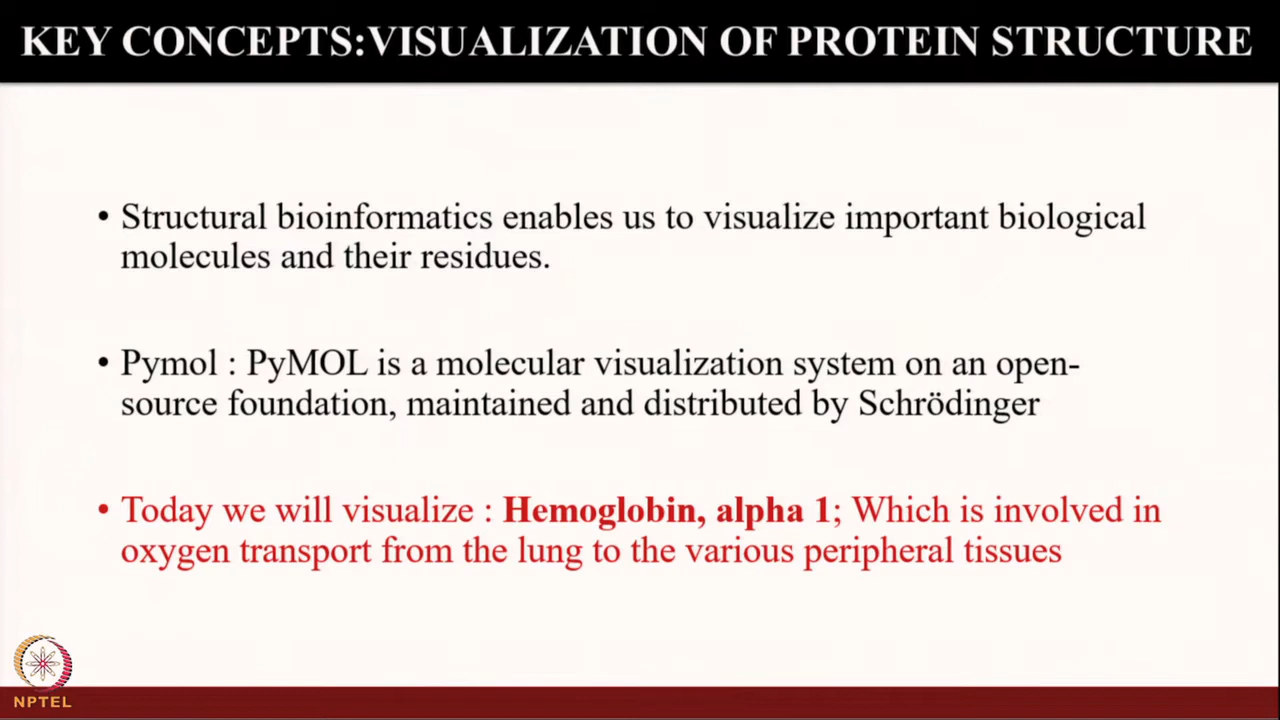 KEY CONCEPTS:VISUALIZATION OF PROTEIN STRUCTURE
• Structural bioinformatics enables us to visualize important biological
molecules and their residues.
• Pymol : PyMOL is a molecular visualization system on an open-
source foundation, maintained and distributed by Schrödinger
• Today we will visualize : Hemoglobin, alpha 1; Which is involved in
oxygen transport from the lung to the various peripheral tissues
NPTEL